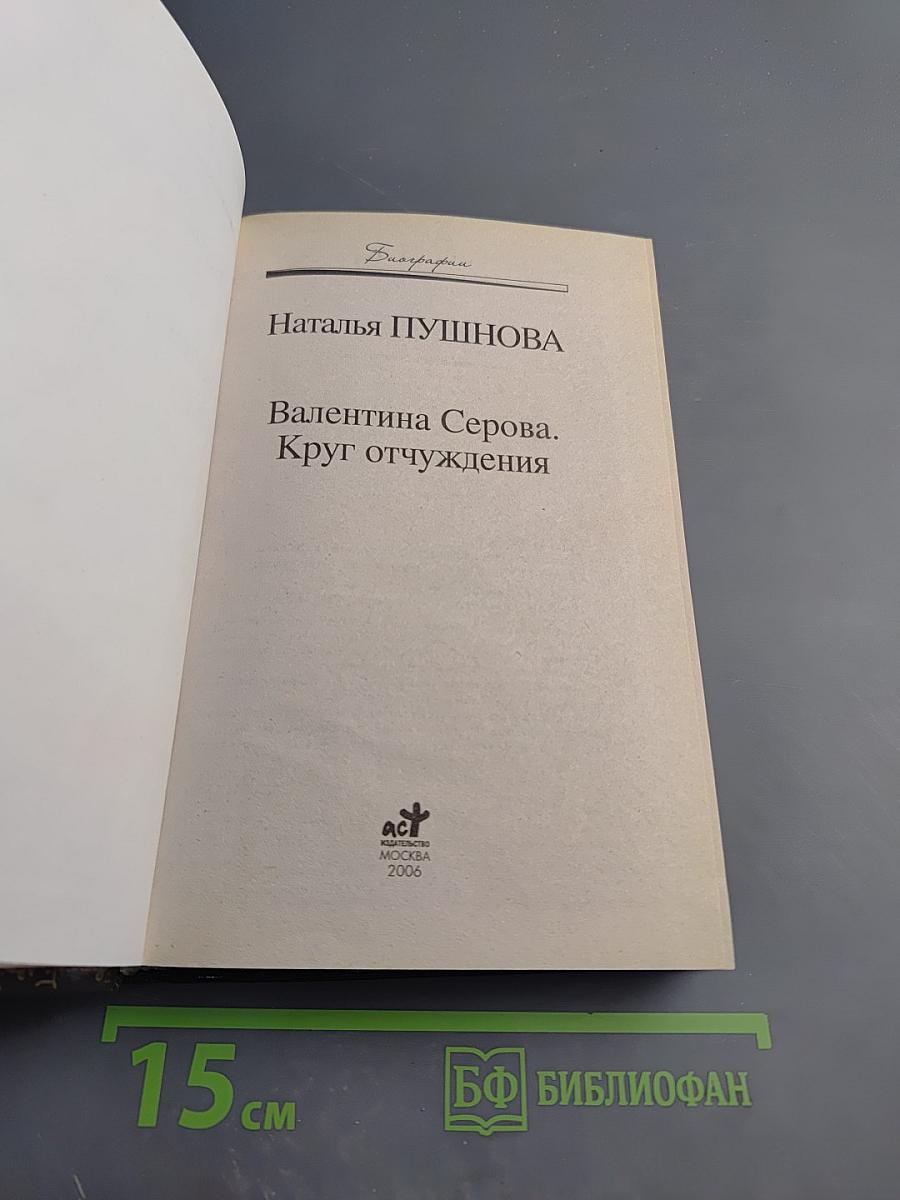 Биографии
Наталья ПУШНОВА
Валентина Серова.
Круг отчуждения
аст
ИЗДАТЕЛЬСТВО
МОСКВА
2006
15 см
БФ БИБЛИОФАН